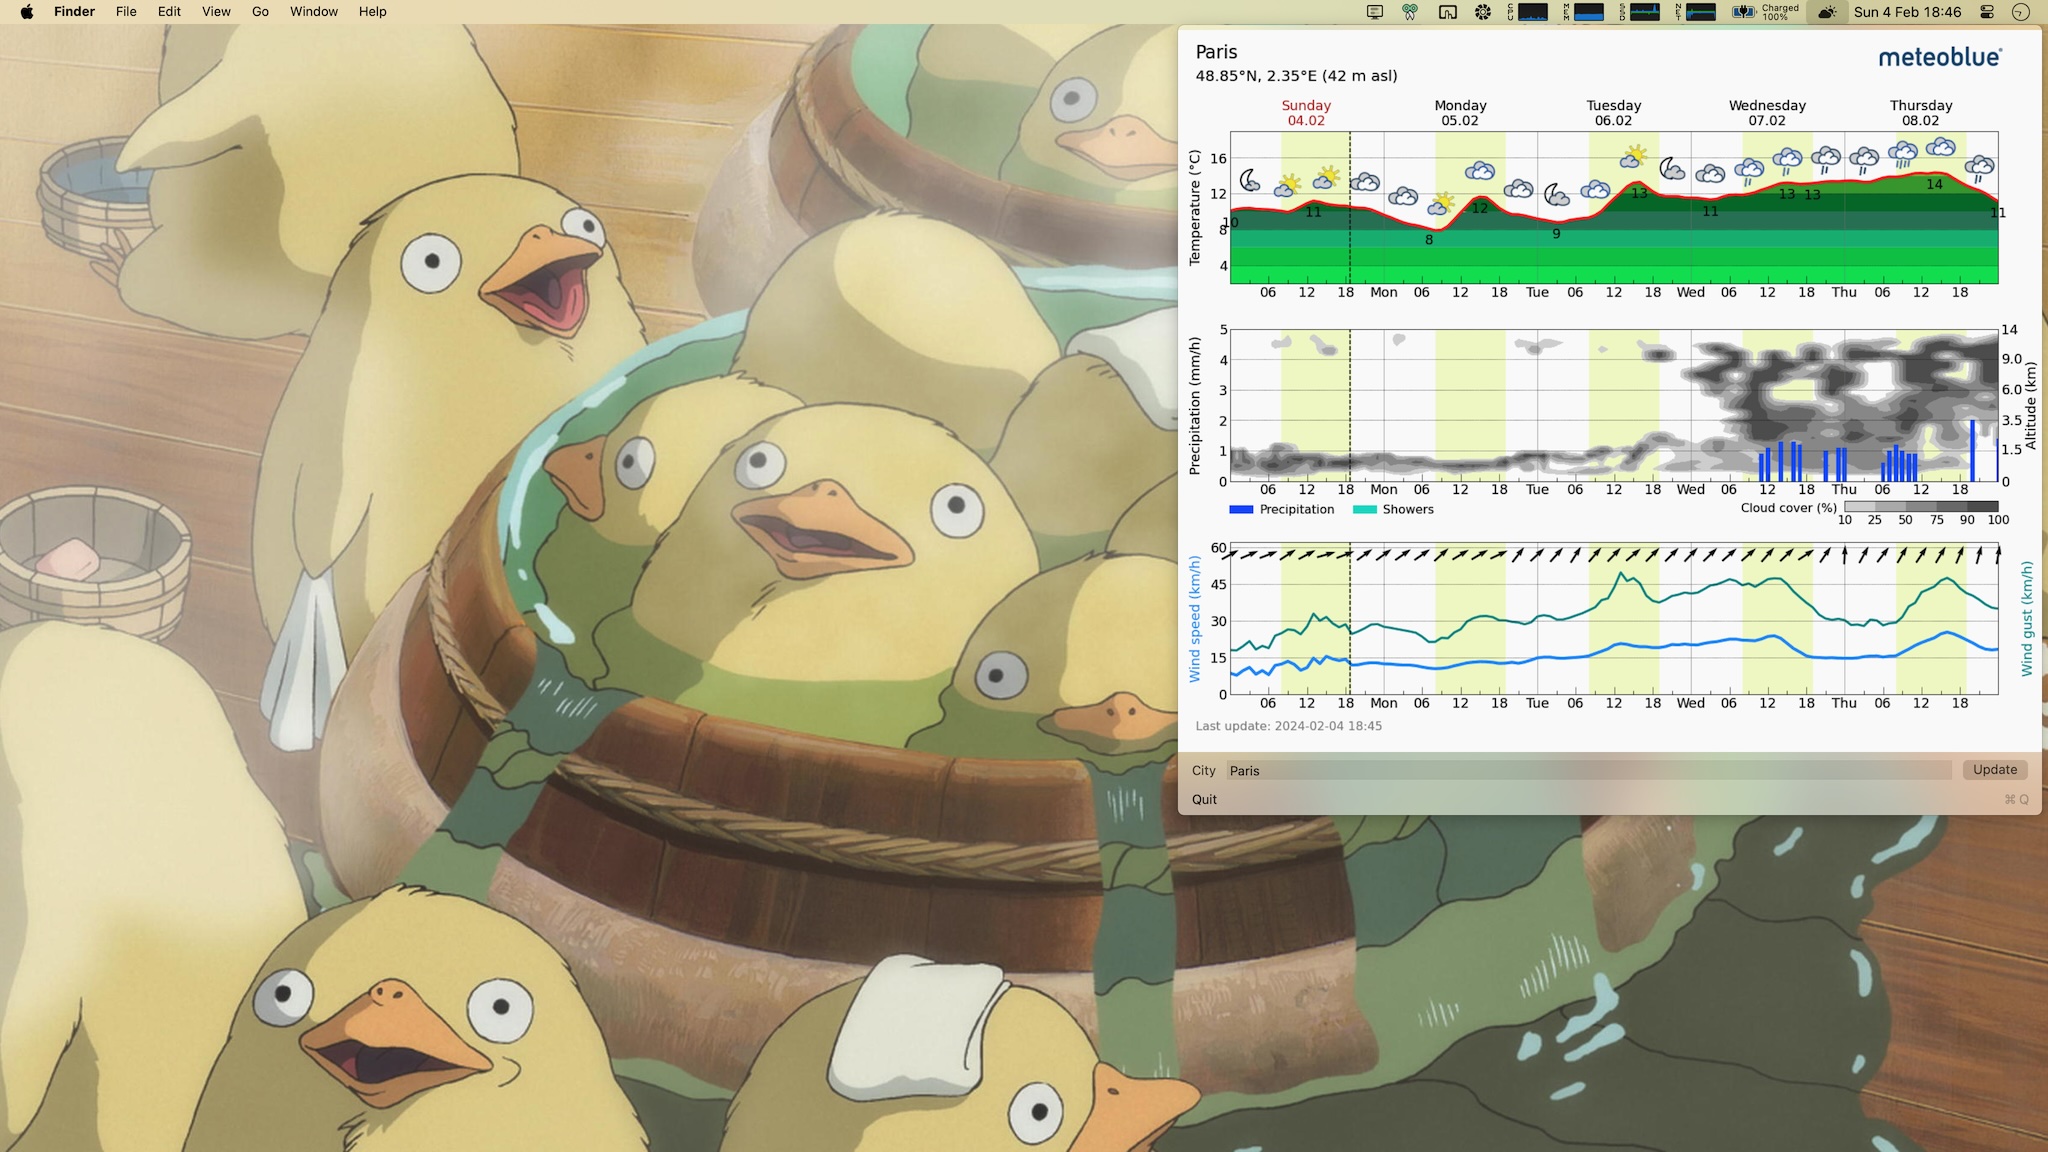 Finder File Edit View Go Window Help
CPU MEM SSD NET Charged 100% Sun 4 Feb 18:46
Paris
meteoblue®
48.85°N, 2.35°E (42 m asl)
Sunday Monday Tuesday Wednesday Thursday
04.02 05.02 06.02 07.02 08.02
Temperature (°C)
16
12
8
4
10 11 8 12 9 13 11 13 13 14 11
06 12 18 Mon 06 12 18 Tue 06 12 18 Wed 06 12 18 Thu 06 12 18
Precipitation (mm/h)
5
4
3
2
1
0
14
9.0
6.0
3.5
1.5
0
Altitude (km)
06 12 18 Mon 06 12 18 Tue 06 12 18 Wed 06 12 18 Thu 06 12 18
Precipitation Showers Cloud cover (%)
10 25 50 75 90 100
Wind speed (km/h)
60
45
30
15
0
Wind gust (km/h)
06 12 18 Mon 06 12 18 Tue 06 12 18 Wed 06 12 18 Thu 06 12 18
Last update: 2024-02-04 18:45
City Paris Update
Quit ⌘ Q